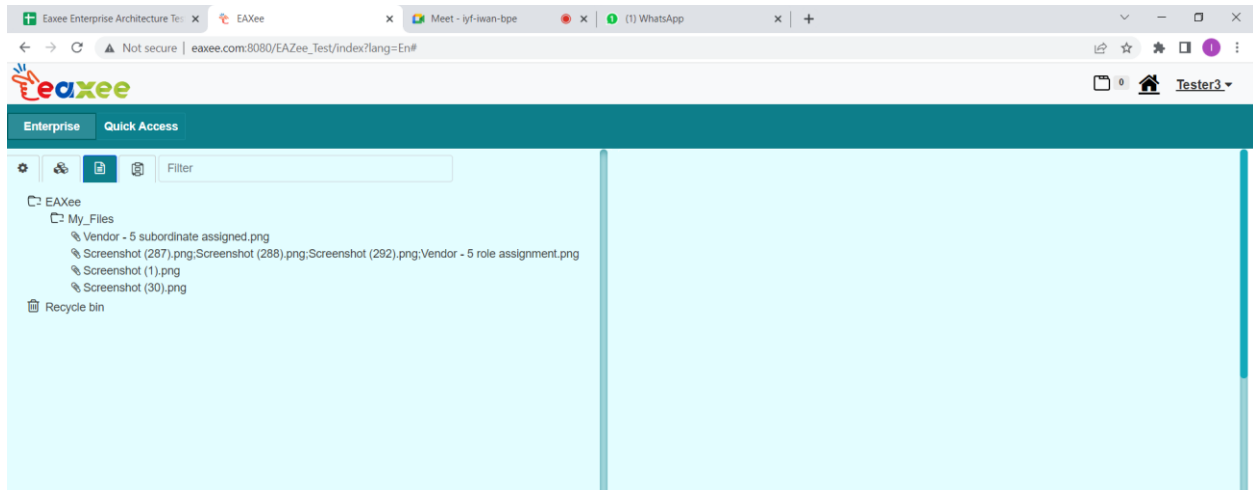 Eaxee Enterprise Architecture Tes
EAXee
Meet - iyf-iwan-bpe
(1) WhatsApp
Not secure | eaxee.com:8080/EAZee_Test/index?lang=En#
I
eaxee
0
Tester3
Enterprise
Quick Access
Filter
EAXee
My_Files
Vendor - 5 subordinate assigned.png
Screenshot (287).png;Screenshot (288).png;Screenshot (292).png;Vendor - 5 role assignment.png
Screenshot (1).png
Screenshot (30).png
Recycle bin